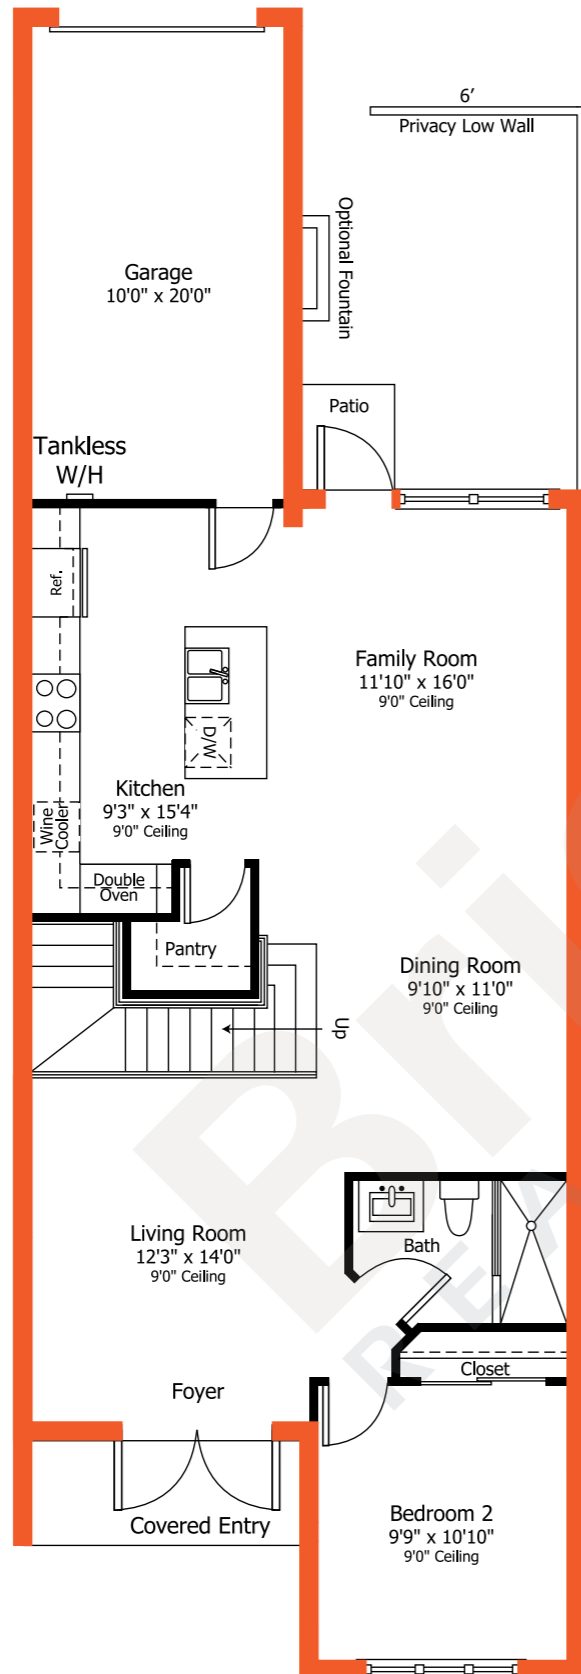 6′
Privacy Low Wall
Optional Fountain
Garage
10'0" x 20'0"
Patio
Tankless
W/H
Ref.
Family Room
11'10" x 16'0"
9'0" Ceiling
D/W
Kitchen
9'3" x 15'4"
9'0" Ceiling
Wine
Cooler
Double
Oven
Pantry
Dining Room
9'10" x 11'0"
9'0" Ceiling
Up
Living Room
12'3" x 14'0"
9'0" Ceiling
Bath
Closet
Foyer
Covered Entry
Bedroom 2
9'9" x 10'10"
9'0" Ceiling
Bri
REA